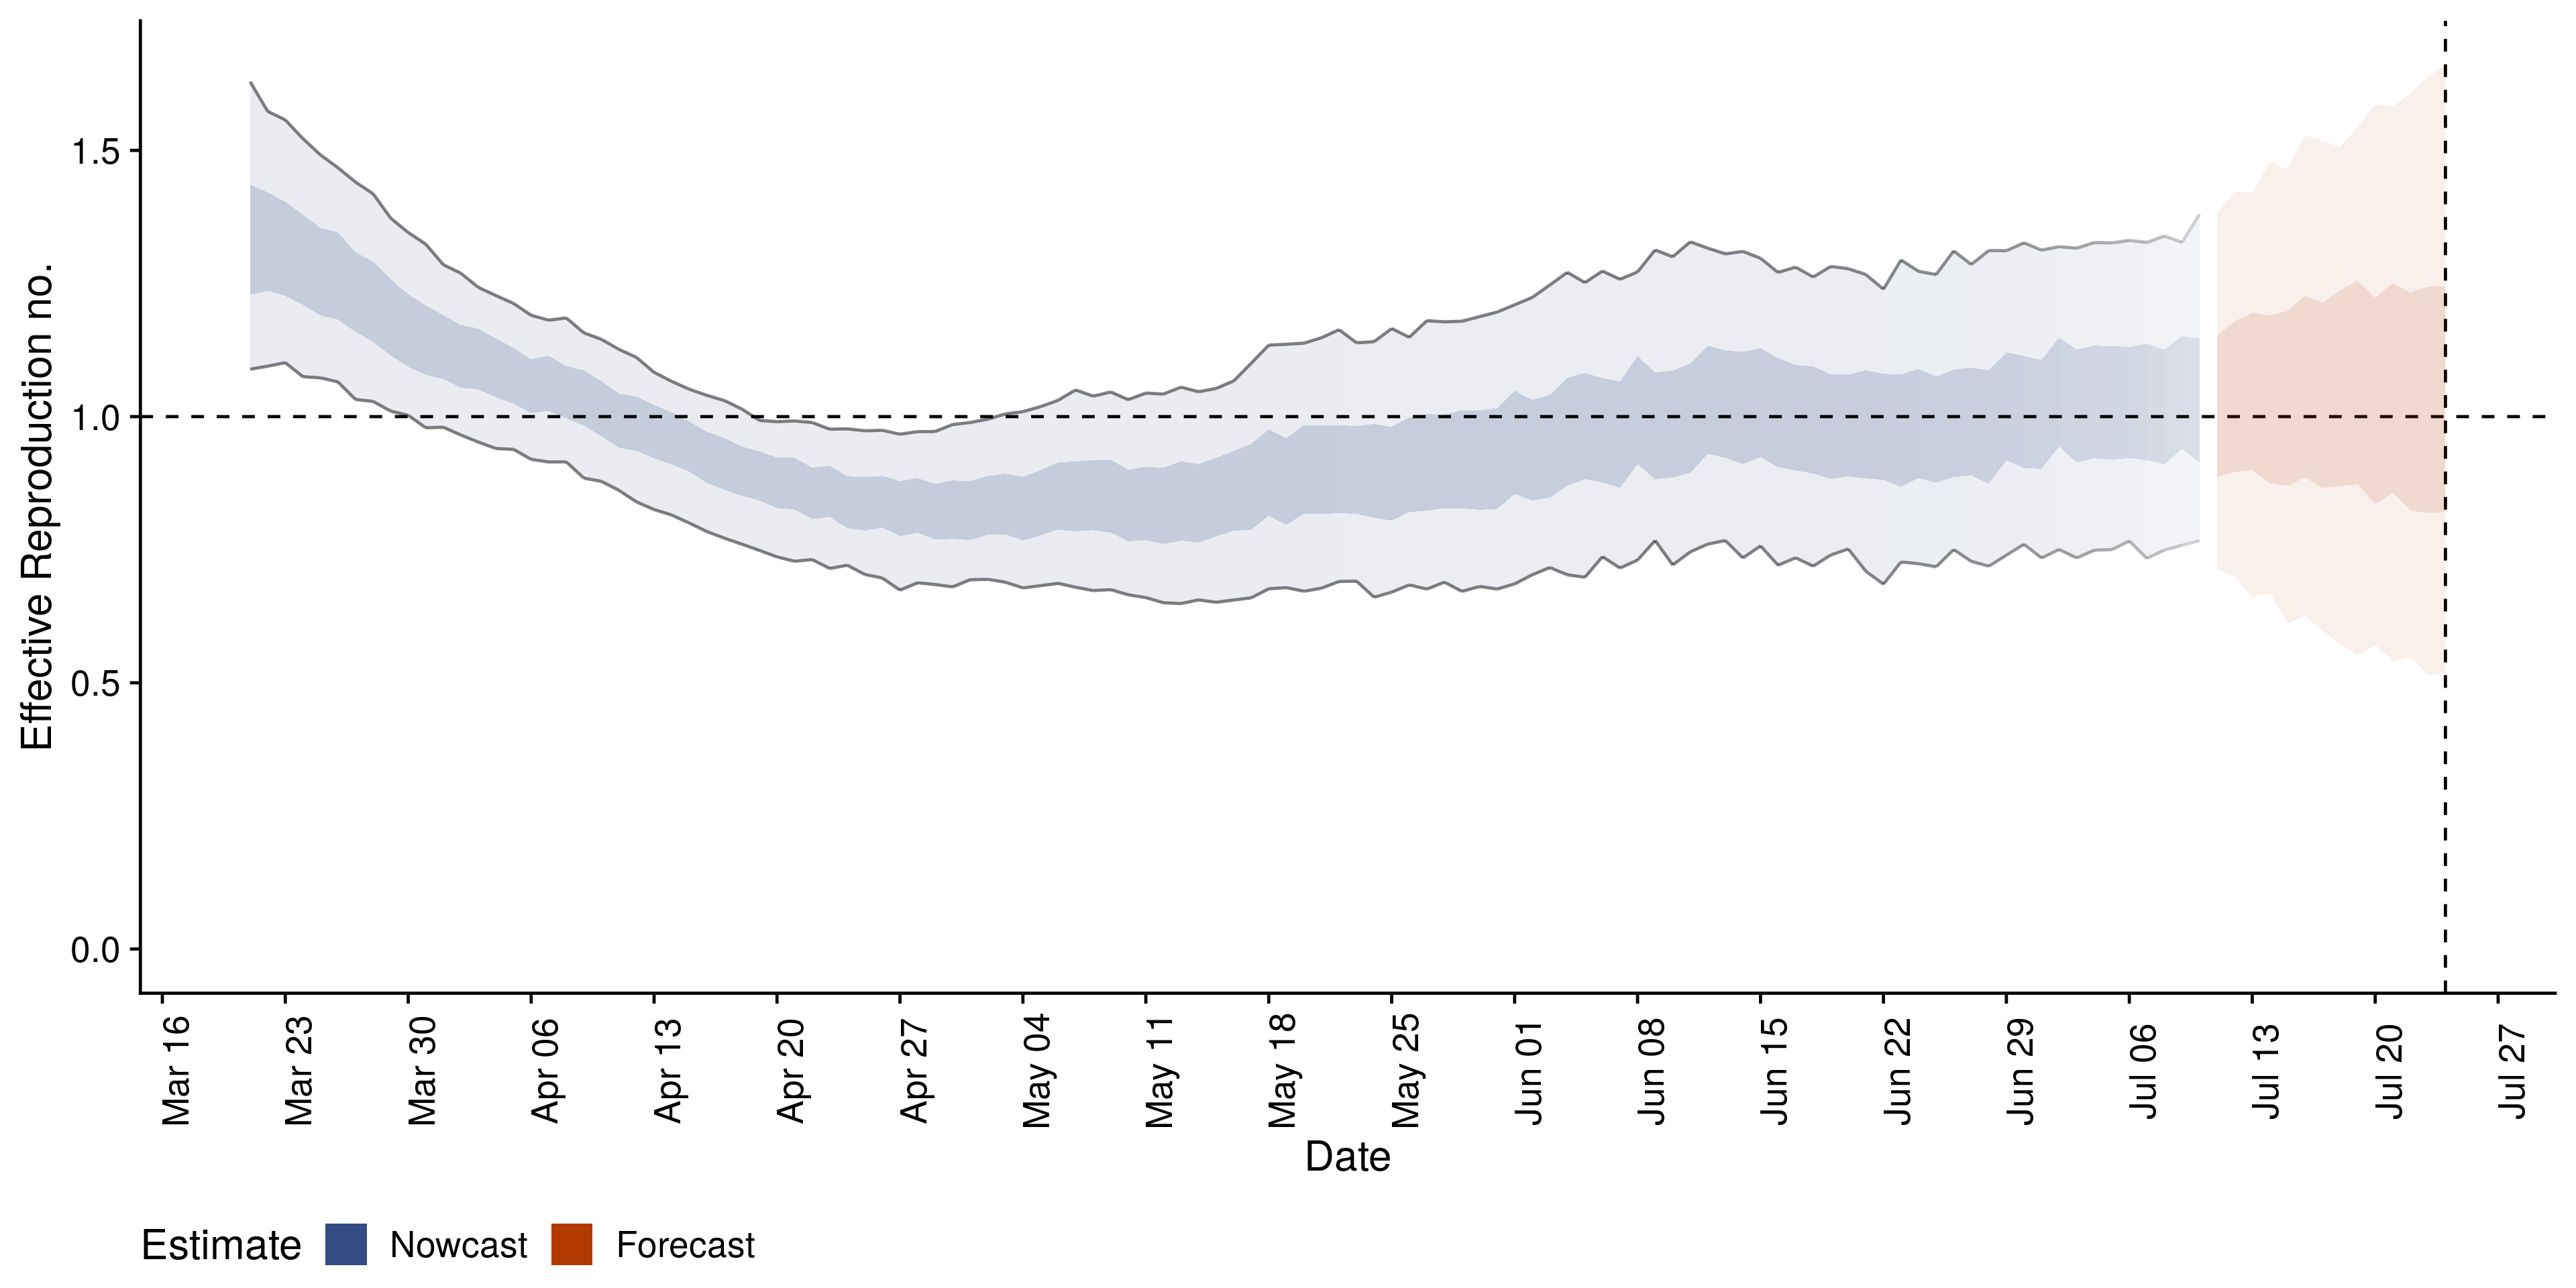 Effective Reproduction no.
1.5
1.0
0.5
0.0
Mar 16
Mar 23
Mar 30
Apr 06
Apr 13
Apr 20
Apr 27
May 04
May 11
May 18
May 25
Jun 01
Jun 08
Jun 15
Jun 22
Jun 29
Jul 06
Jul 13
Jul 20
Jul 27
Date
Estimate Nowcast Forecast